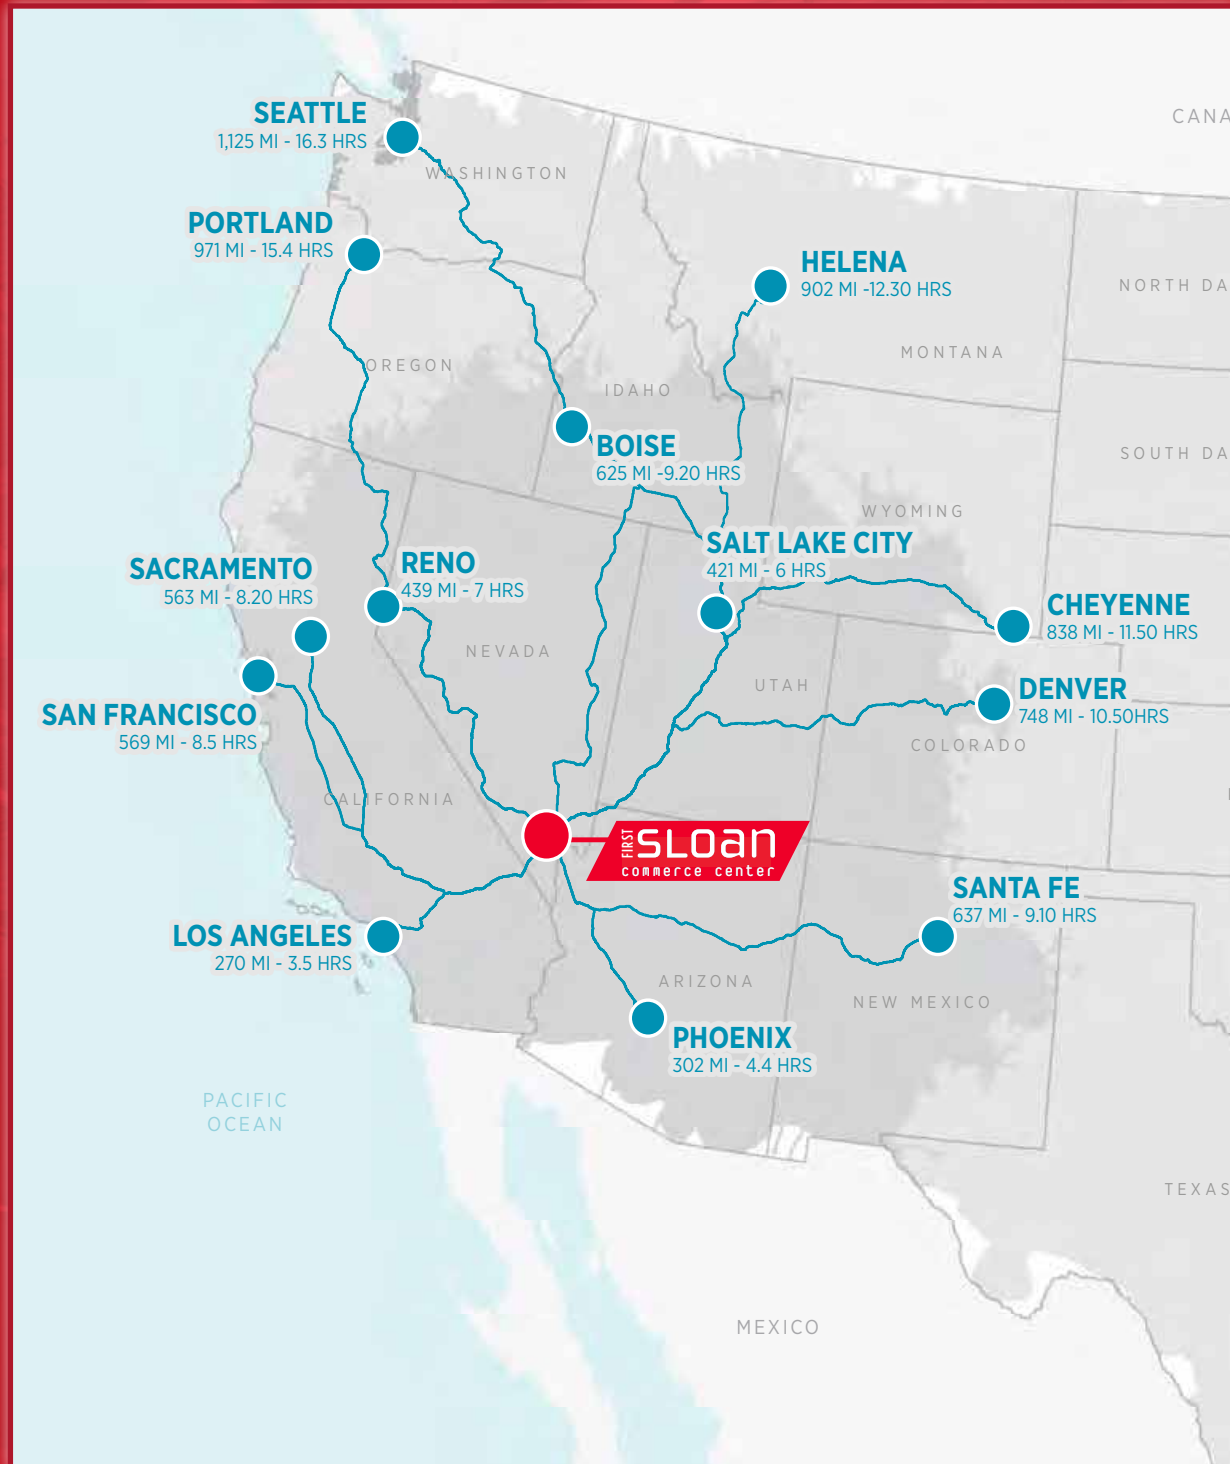 CANA
SEATTLE
1,125 MI - 16.3 HRS
WASHINGTON
PORTLAND
971 MI - 15.4 HRS
HELENA
902 MI -12.30 HRS
NORTH DA
MONTANA
OREGON
IDAHO
BOISE
625 MI -9.20 HRS
SOUTH DA
WYOMING
SALT LAKE CITY
421 MI - 6 HRS
RENO
439 MI - 7 HRS
SACRAMENTO
563 MI - 8.20 HRS
CHEYENNE
838 MI - 11.50 HRS
NEVADA
UTAH
DENVER
748 MI - 10.50HRS
SAN FRANCISCO
569 MI - 8.5 HRS
COLORADO
CALIFORNIA
FIRST
SLOan
commerce center
SANTA FE
637 MI - 9.10 HRS
LOS ANGELES
270 MI - 3.5 HRS
ARIZONA
NEW MEXICO
PHOENIX
302 MI - 4.4 HRS
PACIFIC
OCEAN
TEXAS
MEXICO